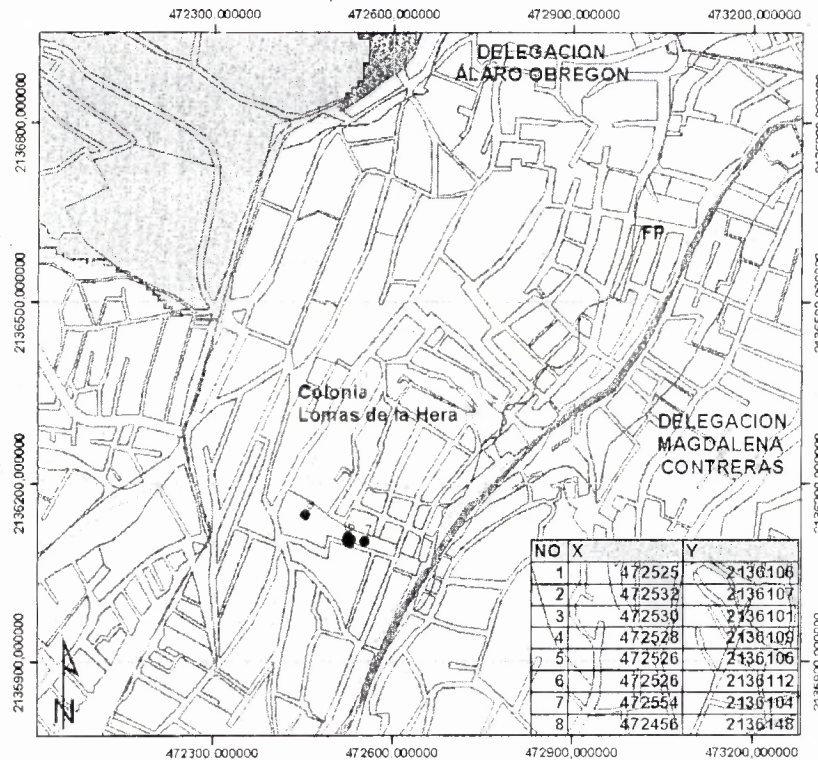 472300,000000 472600,000000 472900,000000 473200,000000
2136800,000000
2136500,000000
2136200,000000
2135900,000000
DELEGACION
ALARO OBREGON
FP
Colonia
Lomas de la Hera
DELEGACION
MAGDALENA
CONTRERAS
NO X Y
1 472525 2136106
2 472532 2136107
3 472530 2136101
4 472528 2136109
5 472526 2136106
6 472526 2136112
7 472554 2136104
8 472456 2136148
N
472300,000000 472600,000000 472900,000000 473200,000000